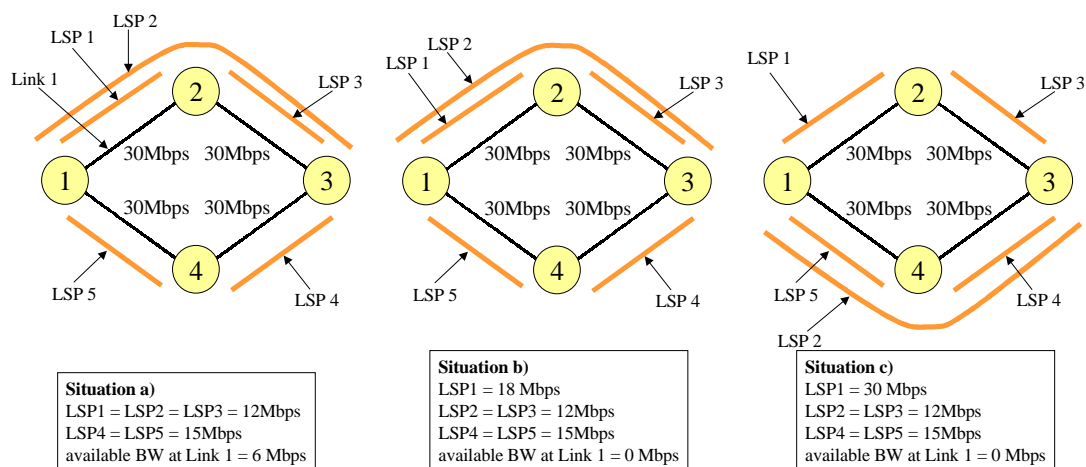 LSP 2
LSP 1
Link 1
LSP 3
2
30Mbps 30Mbps
1
3
30Mbps 30Mbps
4
LSP 5
LSP 4
Situation a)
LSP1 = LSP2 = LSP3 = 12Mbps
LSP4 = LSP5 = 15Mbps
available BW at Link 1 = 6 Mbps
LSP 2
LSP 1
LSP 3
2
30Mbps 30Mbps
1
3
30Mbps 30Mbps
4
LSP 5
LSP 4
Situation b)
LSP1 = 18 Mbps
LSP2 = LSP3 = 12Mbps
LSP4 = LSP5 = 15Mbps
available BW at Link 1 = 0 Mbps
LSP 1
LSP 3
2
30Mbps 30Mbps
1
3
30Mbps 30Mbps
4
LSP 5
LSP 4
LSP 2
Situation c)
LSP1 = 30 Mbps
LSP2 = LSP3 = 12Mbps
LSP4 = LSP5 = 15Mbps
available BW at Link 1 = 0 Mbps